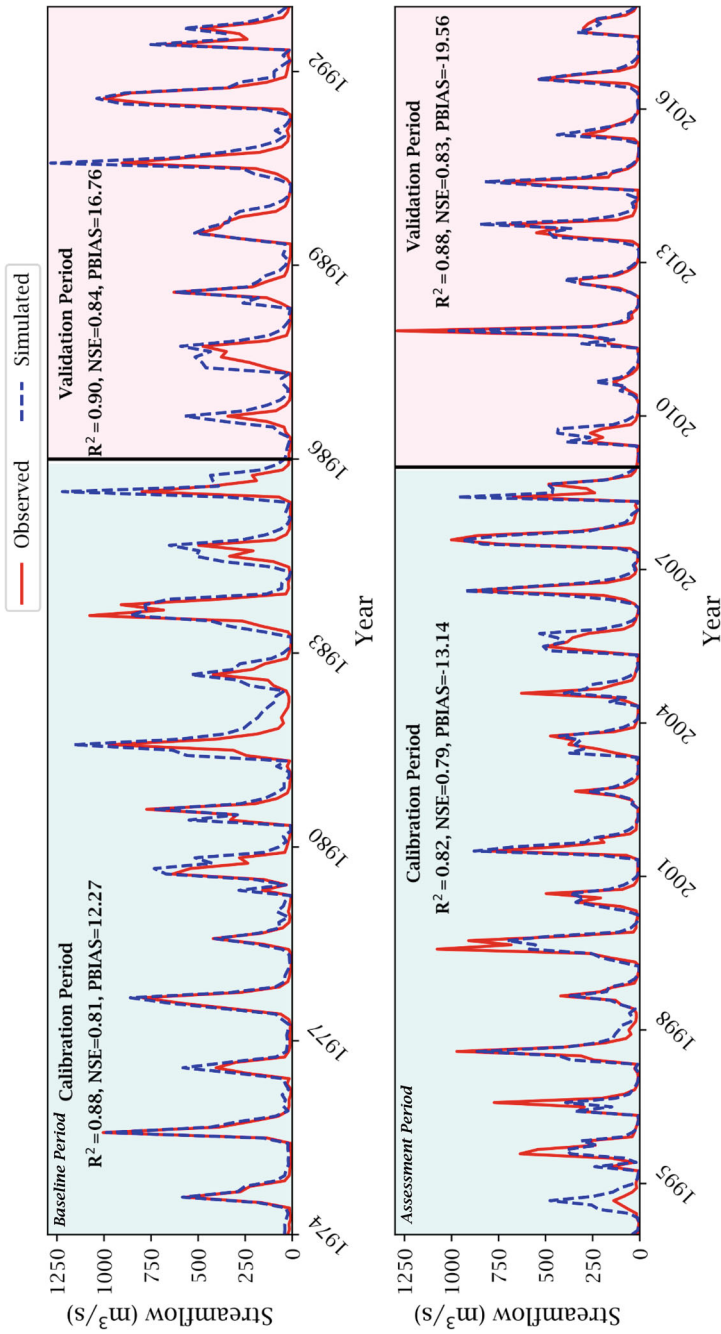 Observed
Simulated
Baseline Period
Calibration Period
R² = 0.88, NSE=0.81, PBIAS=12.27
Validation Period
R² = 0.90, NSE=0.84, PBIAS=16.76
Streamflow (m³/s)
1250
1000
750
500
250
0
1974
1977
1980
1983
1986
1989
1992
Year
Assessment Period
Calibration Period
R² = 0.82, NSE=0.79, PBIAS=-13.14
Validation Period
R² = 0.88, NSE=0.83, PBIAS=-19.56
Streamflow (m³/s)
1250
1000
750
500
250
0
1995
1998
2001
2004
2007
2010
2013
2016
Year